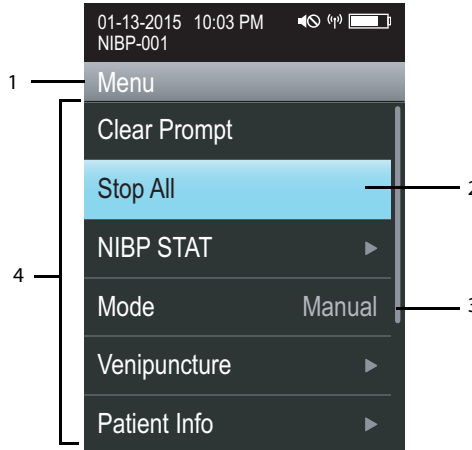 01-13-2015 10:03 PM
NIBP-001
1
Menu
Clear Prompt
Stop All
2
NIBP STAT
4
Mode Manual
3
Venipuncture
Patient Info